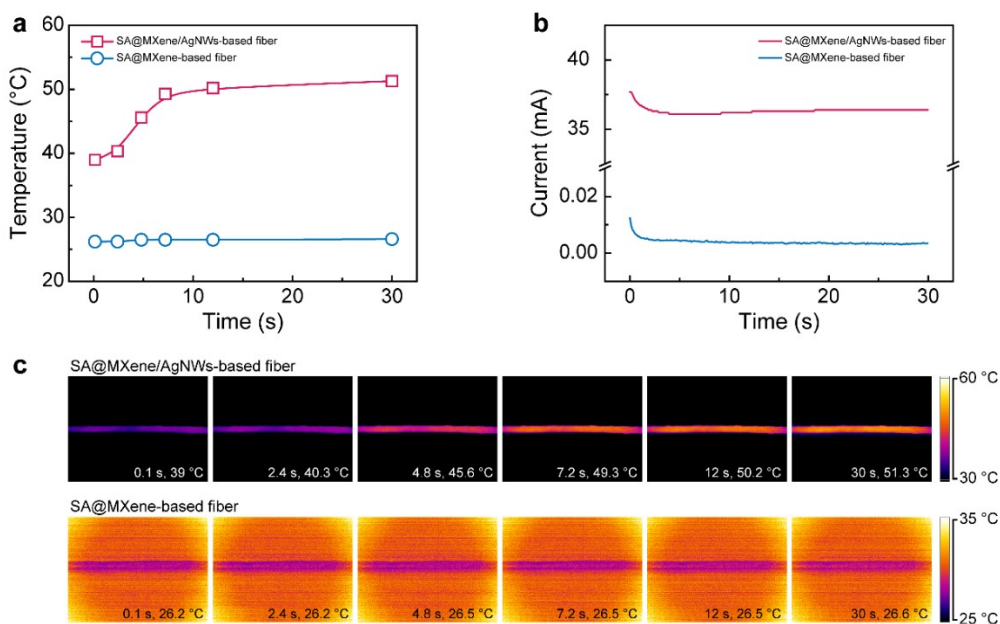 a
60
50
40
30
20
Temperature (°C)
SA@MXene/AgNWs-based fiber
SA@MXene-based fiber
0 10 20 30
Time (s)
b
40
35
0.02
0.00
Current (mA)
SA@MXene/AgNWs-based fiber
SA@MXene-based fiber
0 10 20 30
Time (s)
c
SA@MXene/AgNWs-based fiber
0.1 s, 39 °C
2.4 s, 40.3 °C
4.8 s, 45.6 °C
7.2 s, 49.3 °C
12 s, 50.2 °C
30 s, 51.3 °C
60 °C
30 °C
SA@MXene-based fiber
0.1 s, 26.2 °C
2.4 s, 26.2 °C
4.8 s, 26.5 °C
7.2 s, 26.5 °C
12 s, 26.5 °C
30 s, 26.6 °C
35 °C
25 °C